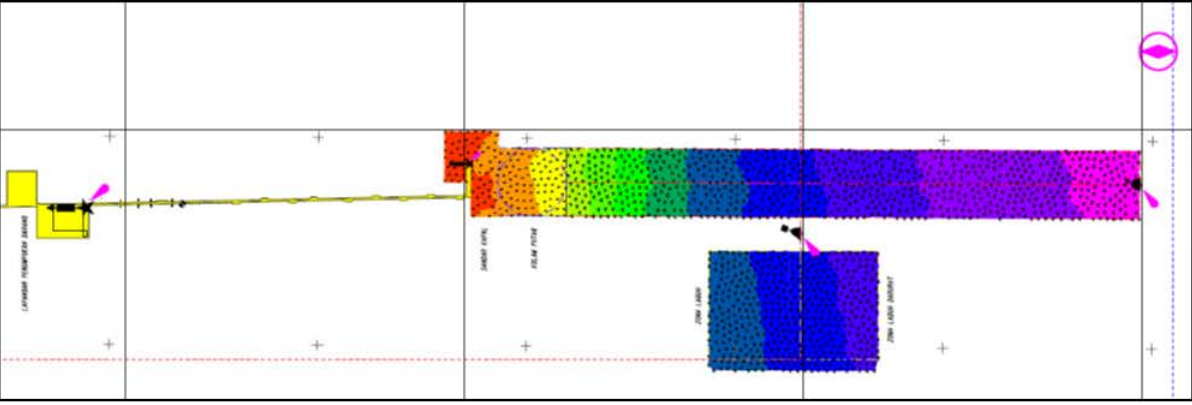 LAPANGAN PENUMPUKAN BARANG
SANDAR KAPAL
KOLAM PUTAR
ZONA LABUH
ZONA LABUH DARURAT